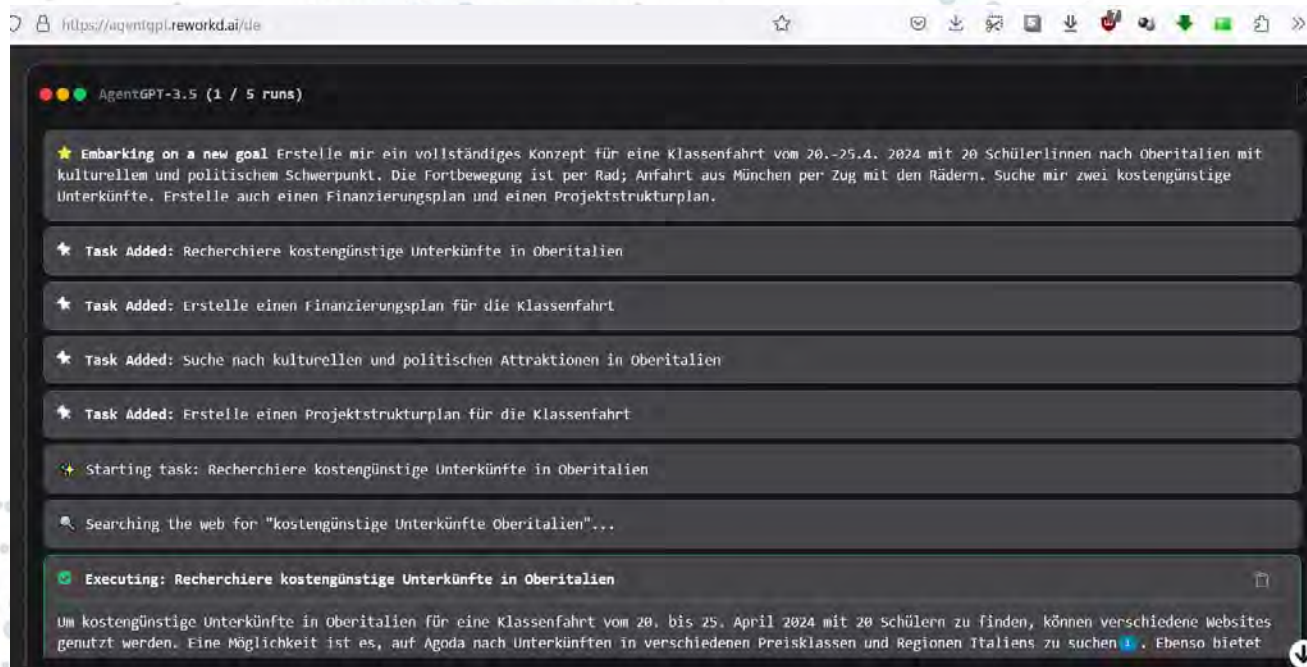 https://agentgpt.reworkd.ai/de
AgentGPT-3.5 (1 / 5 runs)
Embarking on a new goal Erstelle mir ein vollständiges Konzept für eine Klassenfahrt vom 20.-25.4. 2024 mit 20 Schülerlinnen nach Oberitalien mit
kulturellem und politischem Schwerpunkt. Die Fortbewegung ist per Rad; Anfahrt aus München per Zug mit den Rädern. Suche mir zwei kostengünstige
Unterkünfte. Erstelle auch einen Finanzierungsplan und einen Projektstrukturplan.
Task Added: Recherchiere kostengünstige Unterkünfte in Oberitalien
Task Added: Erstelle einen Finanzierungsplan für die Klassenfahrt
Task Added: Suche nach kulturellen und politischen Attraktionen in Oberitalien
Task Added: Erstelle einen Projektstrukturplan für die Klassenfahrt
Starting task: Recherchiere kostengünstige Unterkünfte in Oberitalien
Searching the web for "kostengünstige Unterkünfte Oberitalien"...
Executing: Recherchiere kostengünstige Unterkünfte in Oberitalien
Um kostengünstige Unterkünfte in Oberitalien für eine Klassenfahrt vom 20. bis 25. April 2024 mit 20 Schülern zu finden, können verschiedene Websites
genutzt werden. Eine Möglichkeit ist es, auf Agoda nach Unterkünften in verschiedenen Preisklassen und Regionen Italiens zu suchen 1 . Ebenso bietet